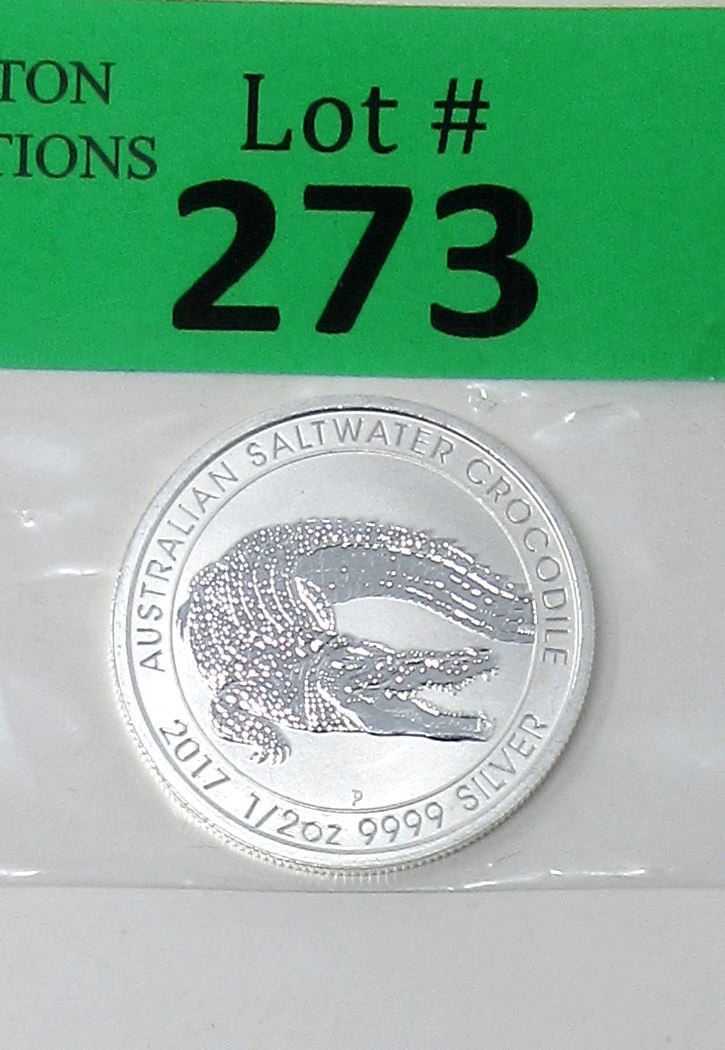 TON
TIONS
Lot #
273
AUSTRALIAN SALTWATER CROCODILE
P
2017 1/2oz 9999 SILVER